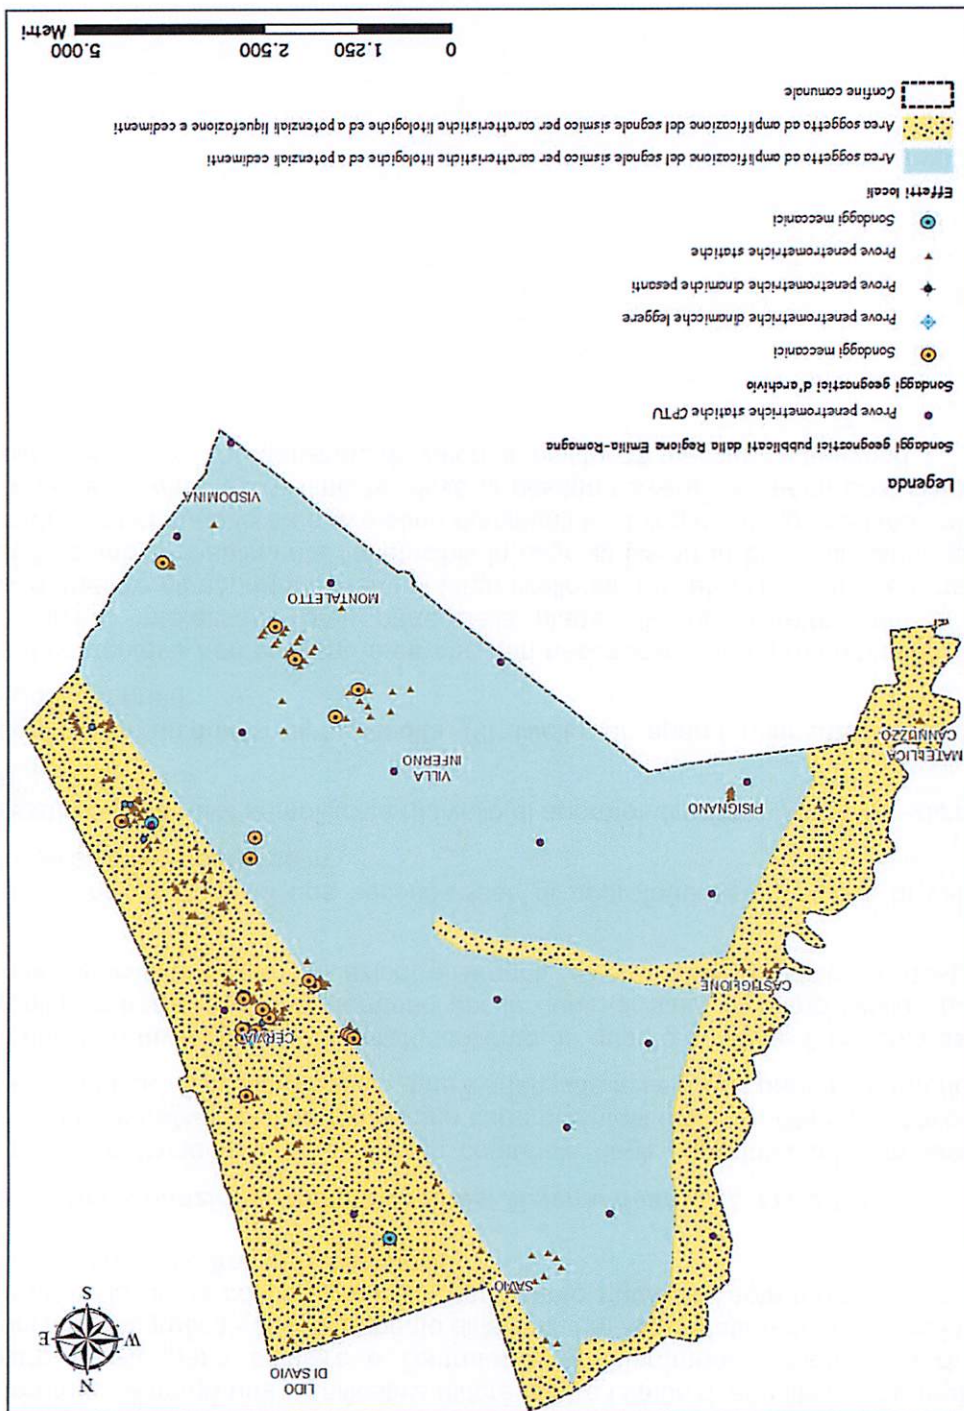 N
W E
S
LIDO
DI SAVIO
SAVIO
CERVIA
CASTIGLIONE
PISIGNANO
VILLA
INFERNO
MATELLICA
CANNUZZO
MONTALETTO
VISDOMINA
Legenda
Sondaggi geognostici pubblicati dalla Regione Emilia-Romagna
Prove penetrometriche statiche CPTU
Sondaggi geognostici d'archivio
Sondaggi meccanici
Prove penetrometriche dinamicche leggere
Prove penetrometriche dinamiche pesanti
Prove penetrometriche statiche
Sondaggi meccanici
Effetti locali
Area soggetta ad amplificazione del segnale sismico per caratteristiche litologiche ed a potenziali cedimenti
Area soggetta ad amplificazione del segnale sismico per caratteristiche litologiche ed a potenziali liquefazione e cedimenti
Confine comunale
0 1.250 2.500 5.000
Metri